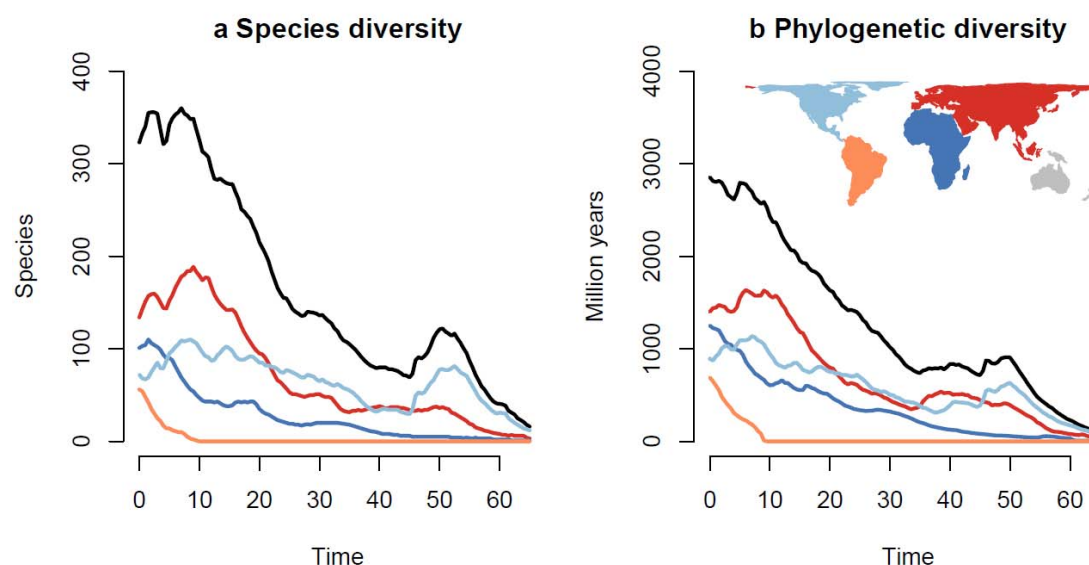 a Species diversity
400
300
200
100
0
Species
0 10 20 30 40 50 60
Time
b Phylogenetic diversity
4000
3000
2000
1000
0
Million years
0 10 20 30 40 50 60
Time